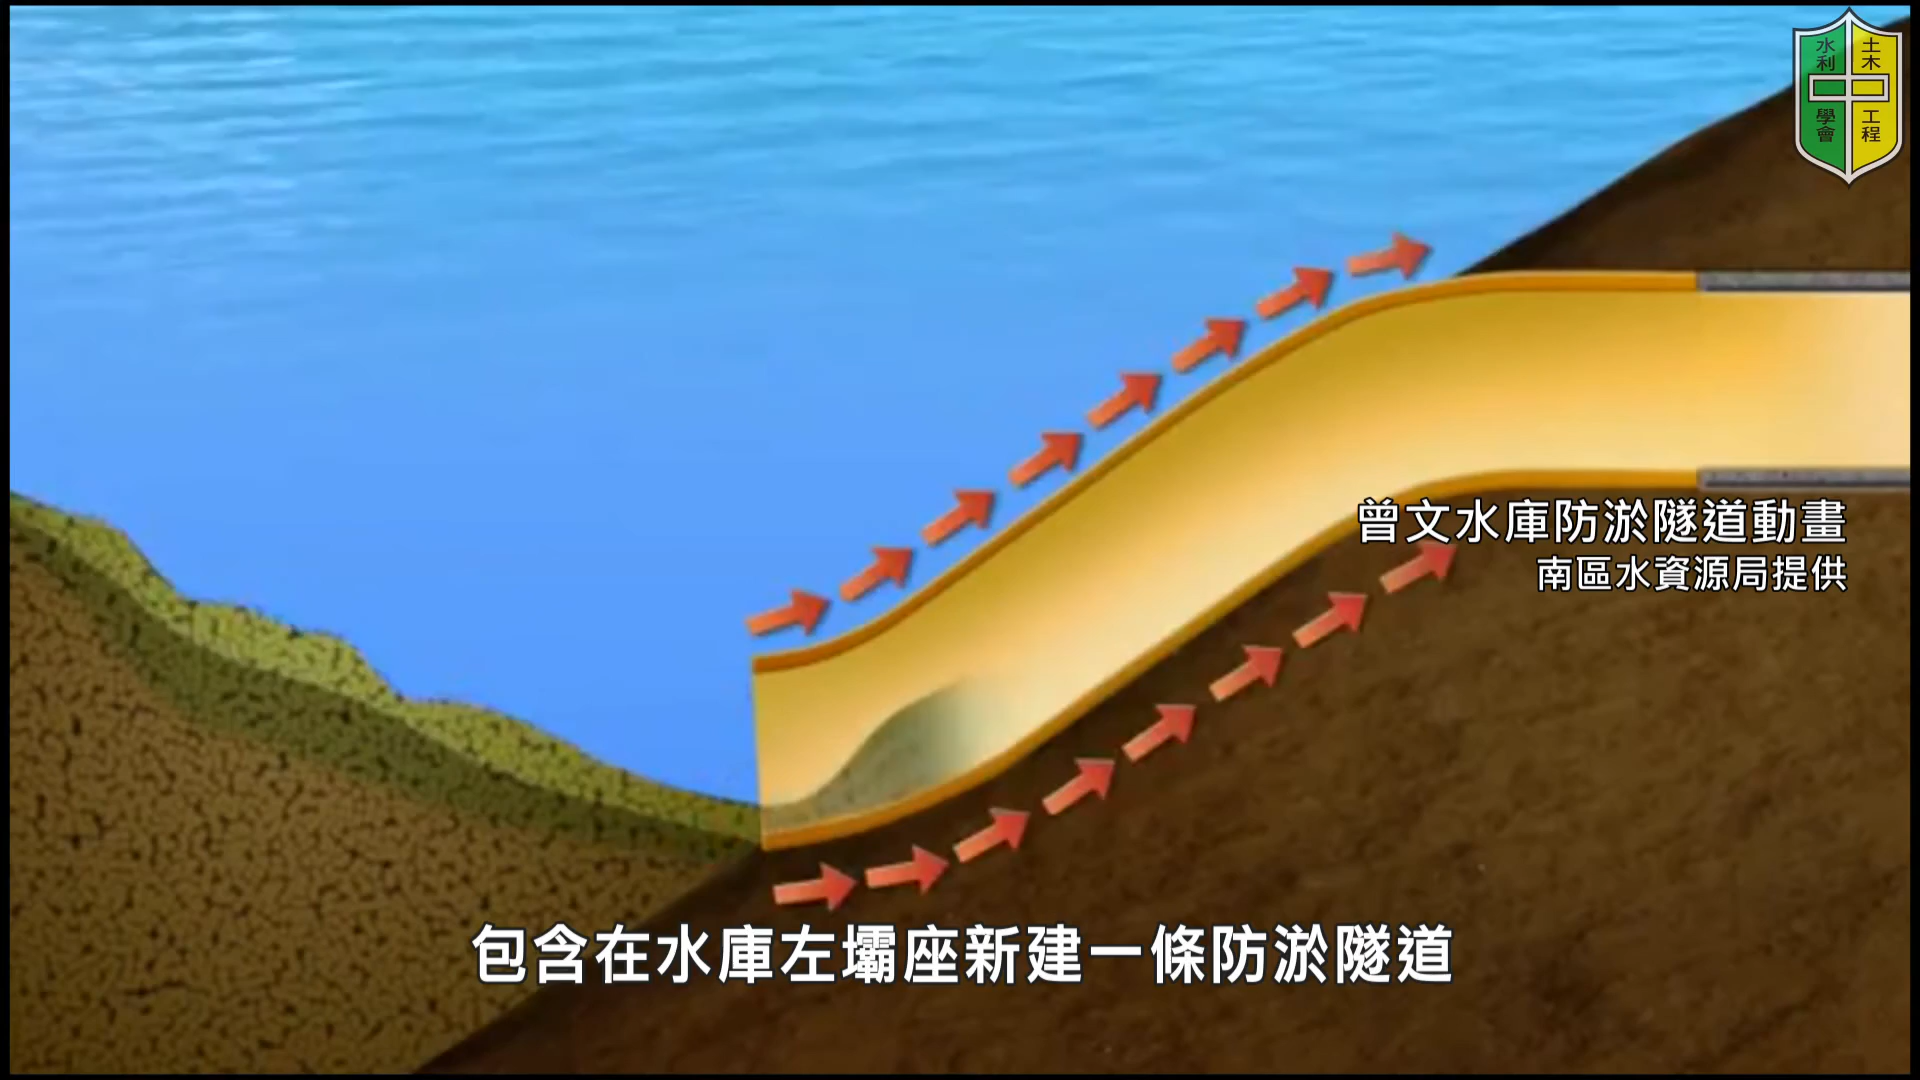 土木
水利
工程
學會
曾文水庫防淤隧道動畫
南區水資源局提供
包含在水庫左壩座新建一條防淤隧道